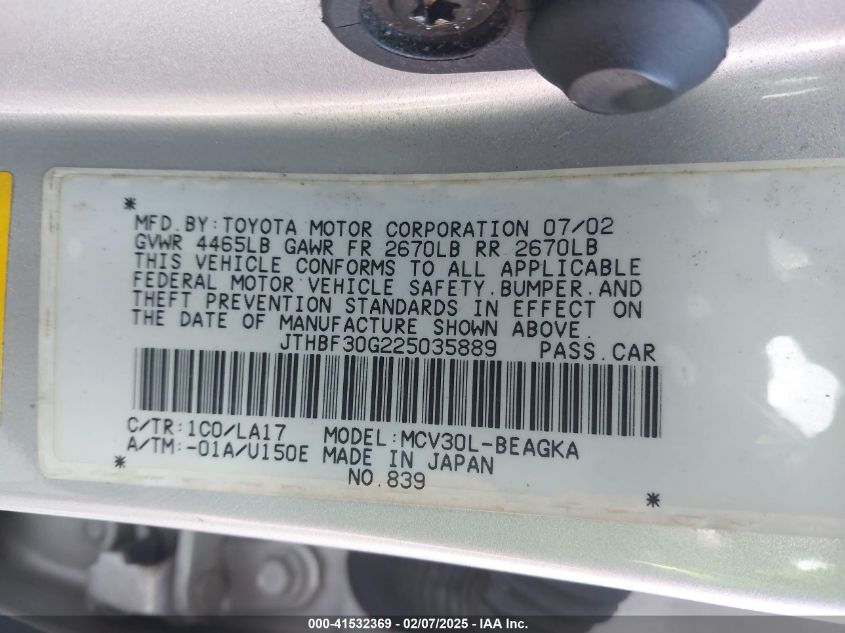 *
MFD.BY:TOYOTA MOTOR CORPORATION 07/02
GVWR 4465LB GAWR FR 2670LB RR 2670LB
THIS VEHICLE CONFORMS TO ALL APPLICABLE
FEDERAL MOTOR VEHICLE SAFETY.BUMPER.AND
THEFT PREVENTION STANDARDS IN EFFECT ON
THE DATE OF MANUFACTURE SHOWN ABOVE.
JTHBF30G225035889 PASS.CAR
C/TR:1C0/LA17 MODEL:MCV30L-BEAGKA
A/TM:-01A/U150E MADE IN JAPAN
* NO.839 *
000-41532369 - 02/07/2025 - IAA Inc.